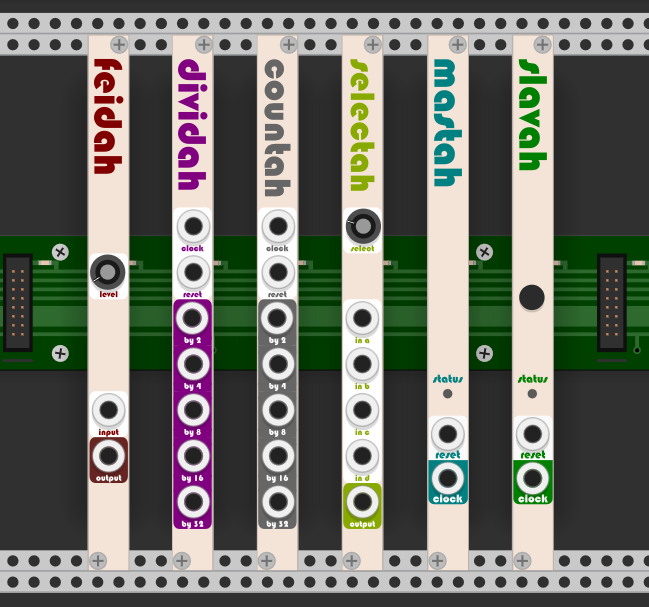 feidah
level
input
output
dividah
clock
reset
by 2
by 4
by 8
by 16
by 32
countah
clock
reset
by 2
by 4
by 8
by 16
by 32
selectah
select
in a
in b
in c
in d
output
mastah
status
reset
clock
slavah
status
reset
clock